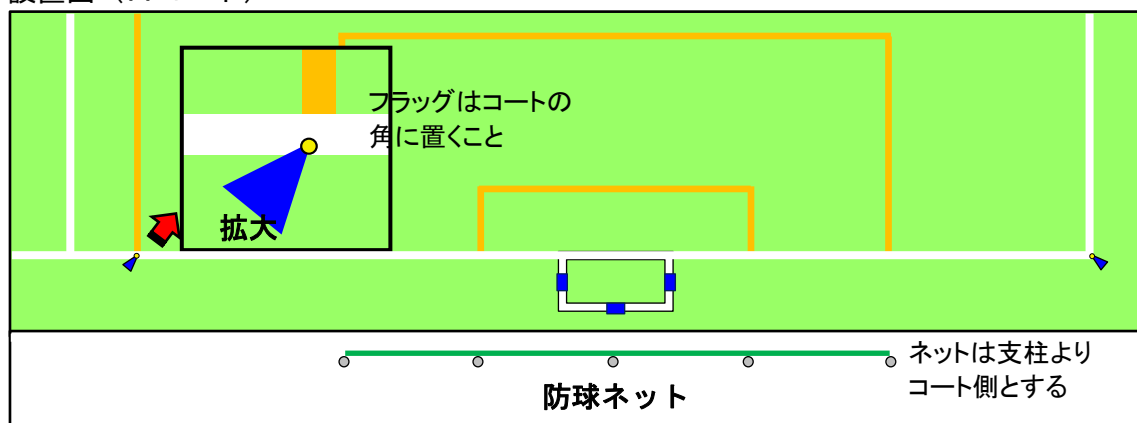 フラッグはコートの
角に置くこと
拡大
ネットは支柱より
コート側とする
防球ネット